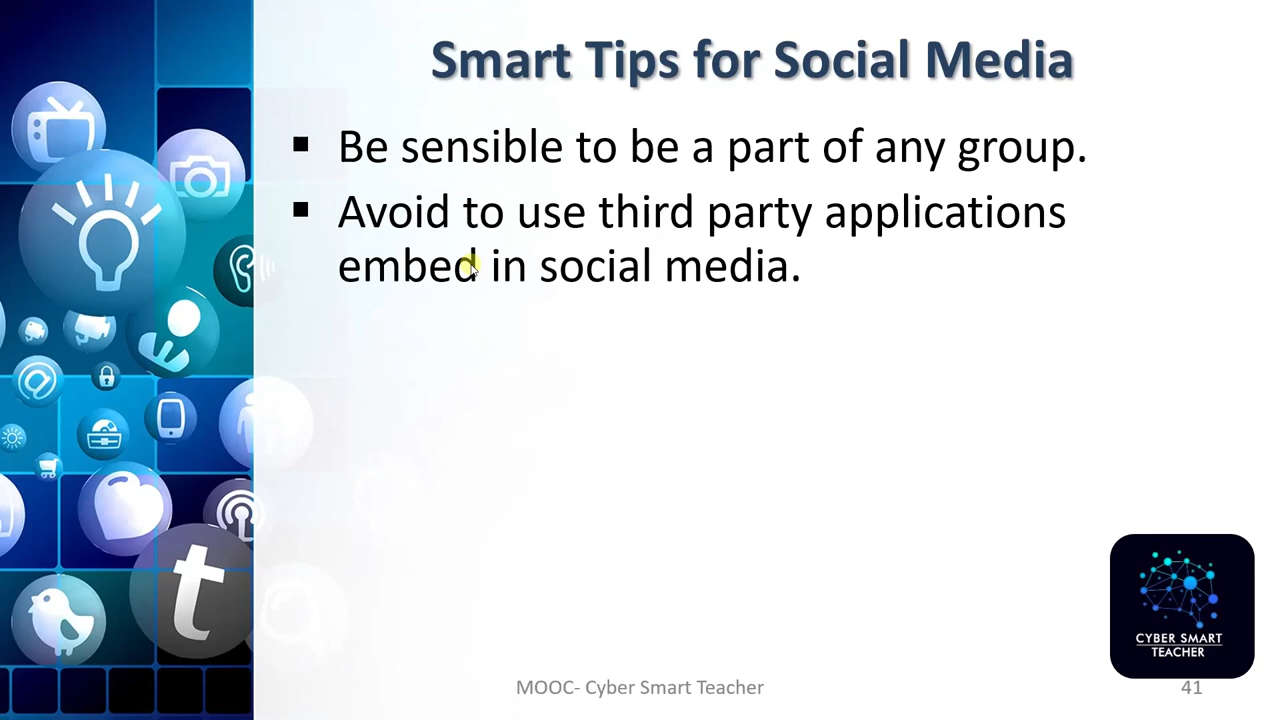 Smart Tips for Social Media
▪ Be sensible to be a part of any group.
▪ Avoid to use third party applications
embed in social media.
t
CYBER SMART
TEACHER
MOOC- Cyber Smart Teacher
41